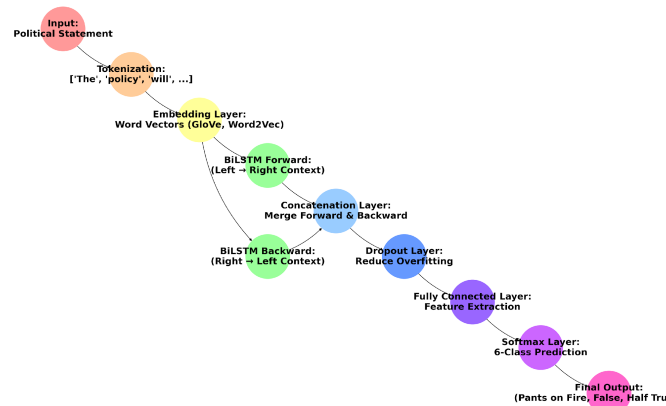 Input:
Political Statement
Tokenization:
['The', 'policy', 'will', ...]
Embedding Layer:
Word Vectors (GloVe, Word2Vec)
BiLSTM Forward:
(Left → Right Context)
Concatenation Layer:
Merge Forward & Backward
BiLSTM Backward:
(Right → Left Context)
Dropout Layer:
Reduce Overfitting
Fully Connected Layer:
Feature Extraction
Softmax Layer:
6-Class Prediction
Final Output:
(Pants on Fire, False, Half Tru